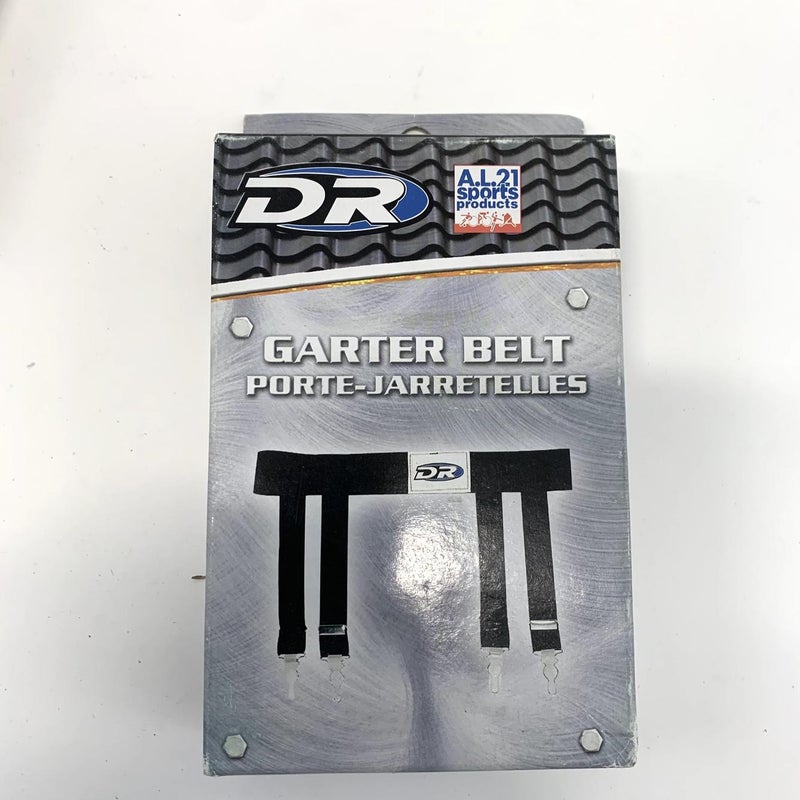 DR
A.L.21
sports
products
GARTER BELT
PORTE-JARRETELLES
DR